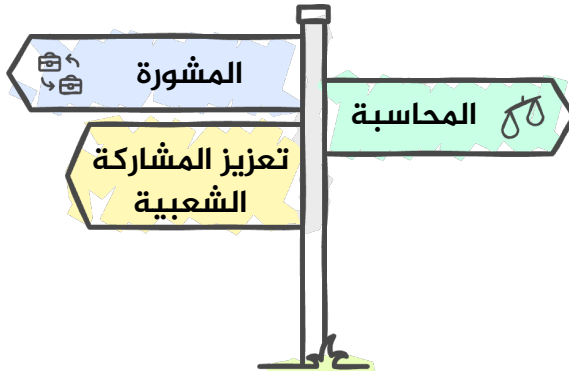 المشورة
المحاسبة
تعزيز المشاركة
الشعبية